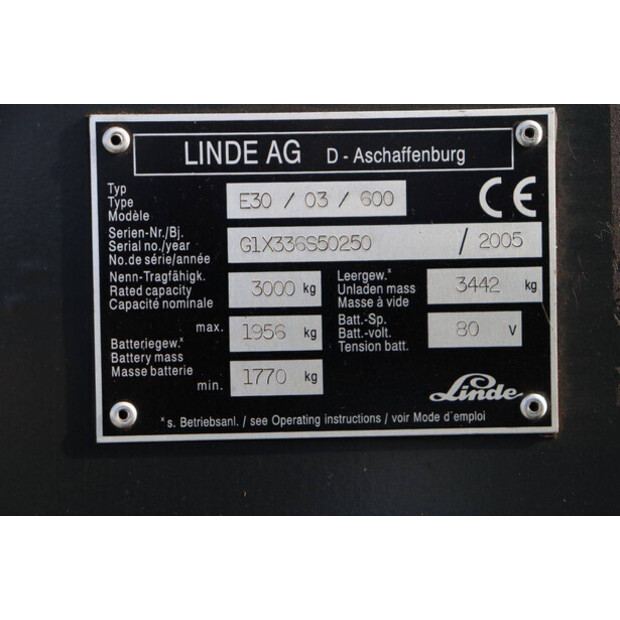 LINDE AG D - Aschaffenburg
Typ
Type
Modèle
E30 / 03 / 600
CE
Serien-Nr./Bj.
Serial no./year
No. de série/année
G1X336S50250 / 2005
Nenn-Tragfähigk.
Rated capacity
Capacité nominale
3000 kg
Leergew.*
Unladen mass
Masse à vide
3442 kg
Batteriegew.*
Battery mass
Masse batterie
max. 1956 kg
min. 1770 kg
Batt.-Sp.
Batt.-volt.
Tension batt.
80 V
Linde
*s. Betriebsanl. / see Operating instructions / voir Mode d'emploi